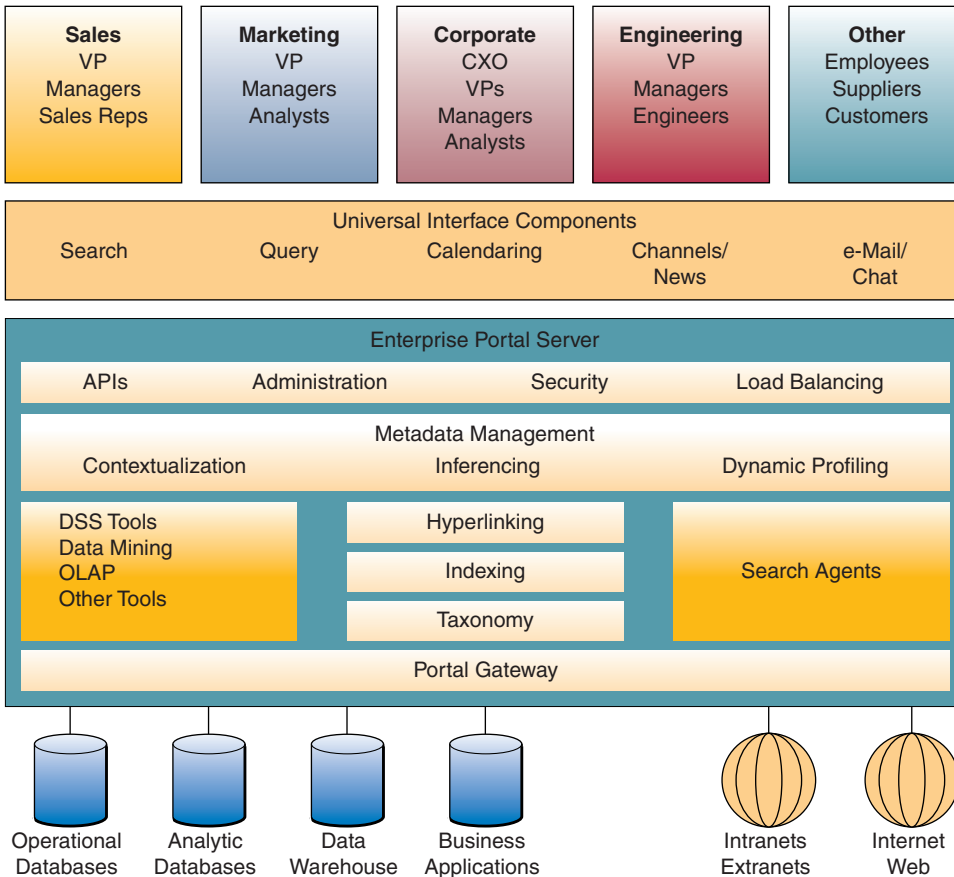 Sales
VP
Managers
Sales Reps
Marketing
VP
Managers
Analysts
Corporate
CXO
VPs
Managers
Analysts
Engineering
VP
Managers
Engineers
Other
Employees
Suppliers
Customers
Universal Interface Components
Search
Query
Calendaring
Channels/
News
e-Mail/
Chat
Enterprise Portal Server
APIs
Administration
Security
Load Balancing
Metadata Management
Contextualization
Inferencing
Dynamic Profiling
DSS Tools
Data Mining
OLAP
Other Tools
Hyperlinking
Indexing
Taxonomy
Search Agents
Portal Gateway
Operational
Databases
Analytic
Databases
Data
Warehouse
Business
Applications
Intranets
Extranets
Internet
Web